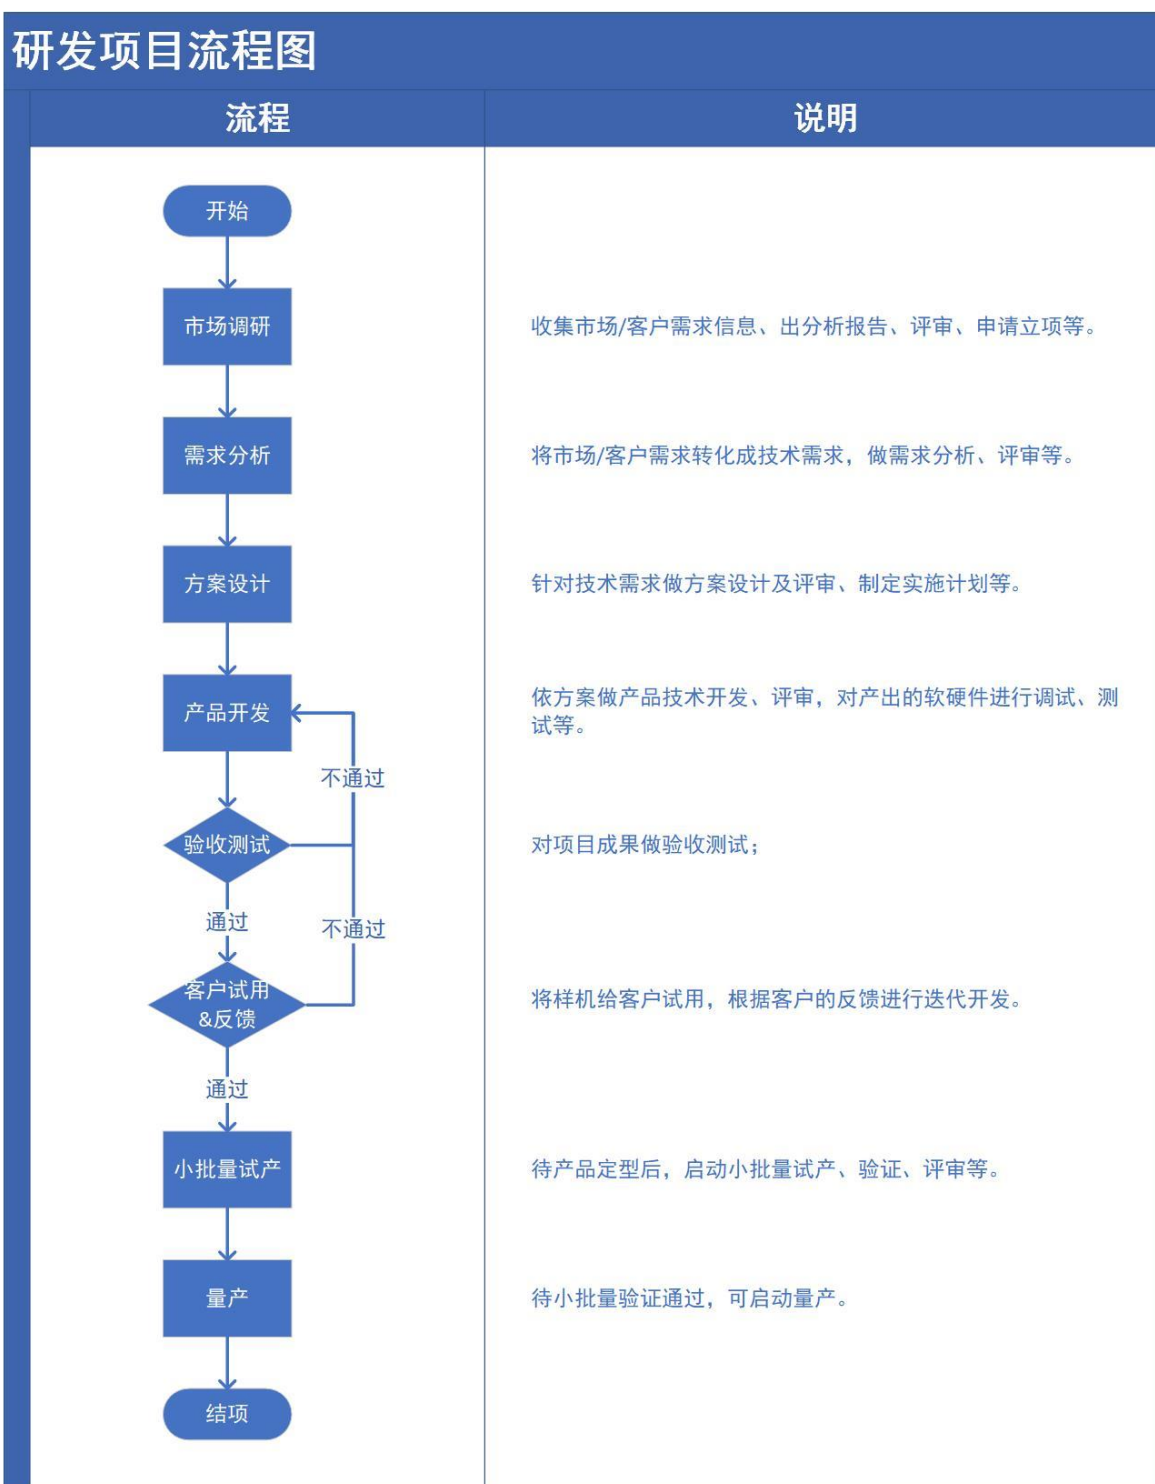 研发项目流程图
流程
说明
开始
市场调研
收集市场/客户需求信息、出分析报告、评审、申请立项等。
需求分析
将市场/客户需求转化成技术需求，做需求分析、评审等。
方案设计
针对技术需求做方案设计及评审、制定实施计划等。
产品开发
依方案做产品技术开发、评审，对产出的软硬件进行调试、测
试等。
不通过
验收测试
对项目成果做验收测试；
通过
不通过
客户试用
&反馈
将样机给客户试用，根据客户的反馈进行迭代开发。
通过
小批量试产
待产品定型后，启动小批量试产、验证、评审等。
量产
待小批量验证通过，可启动量产。
结项